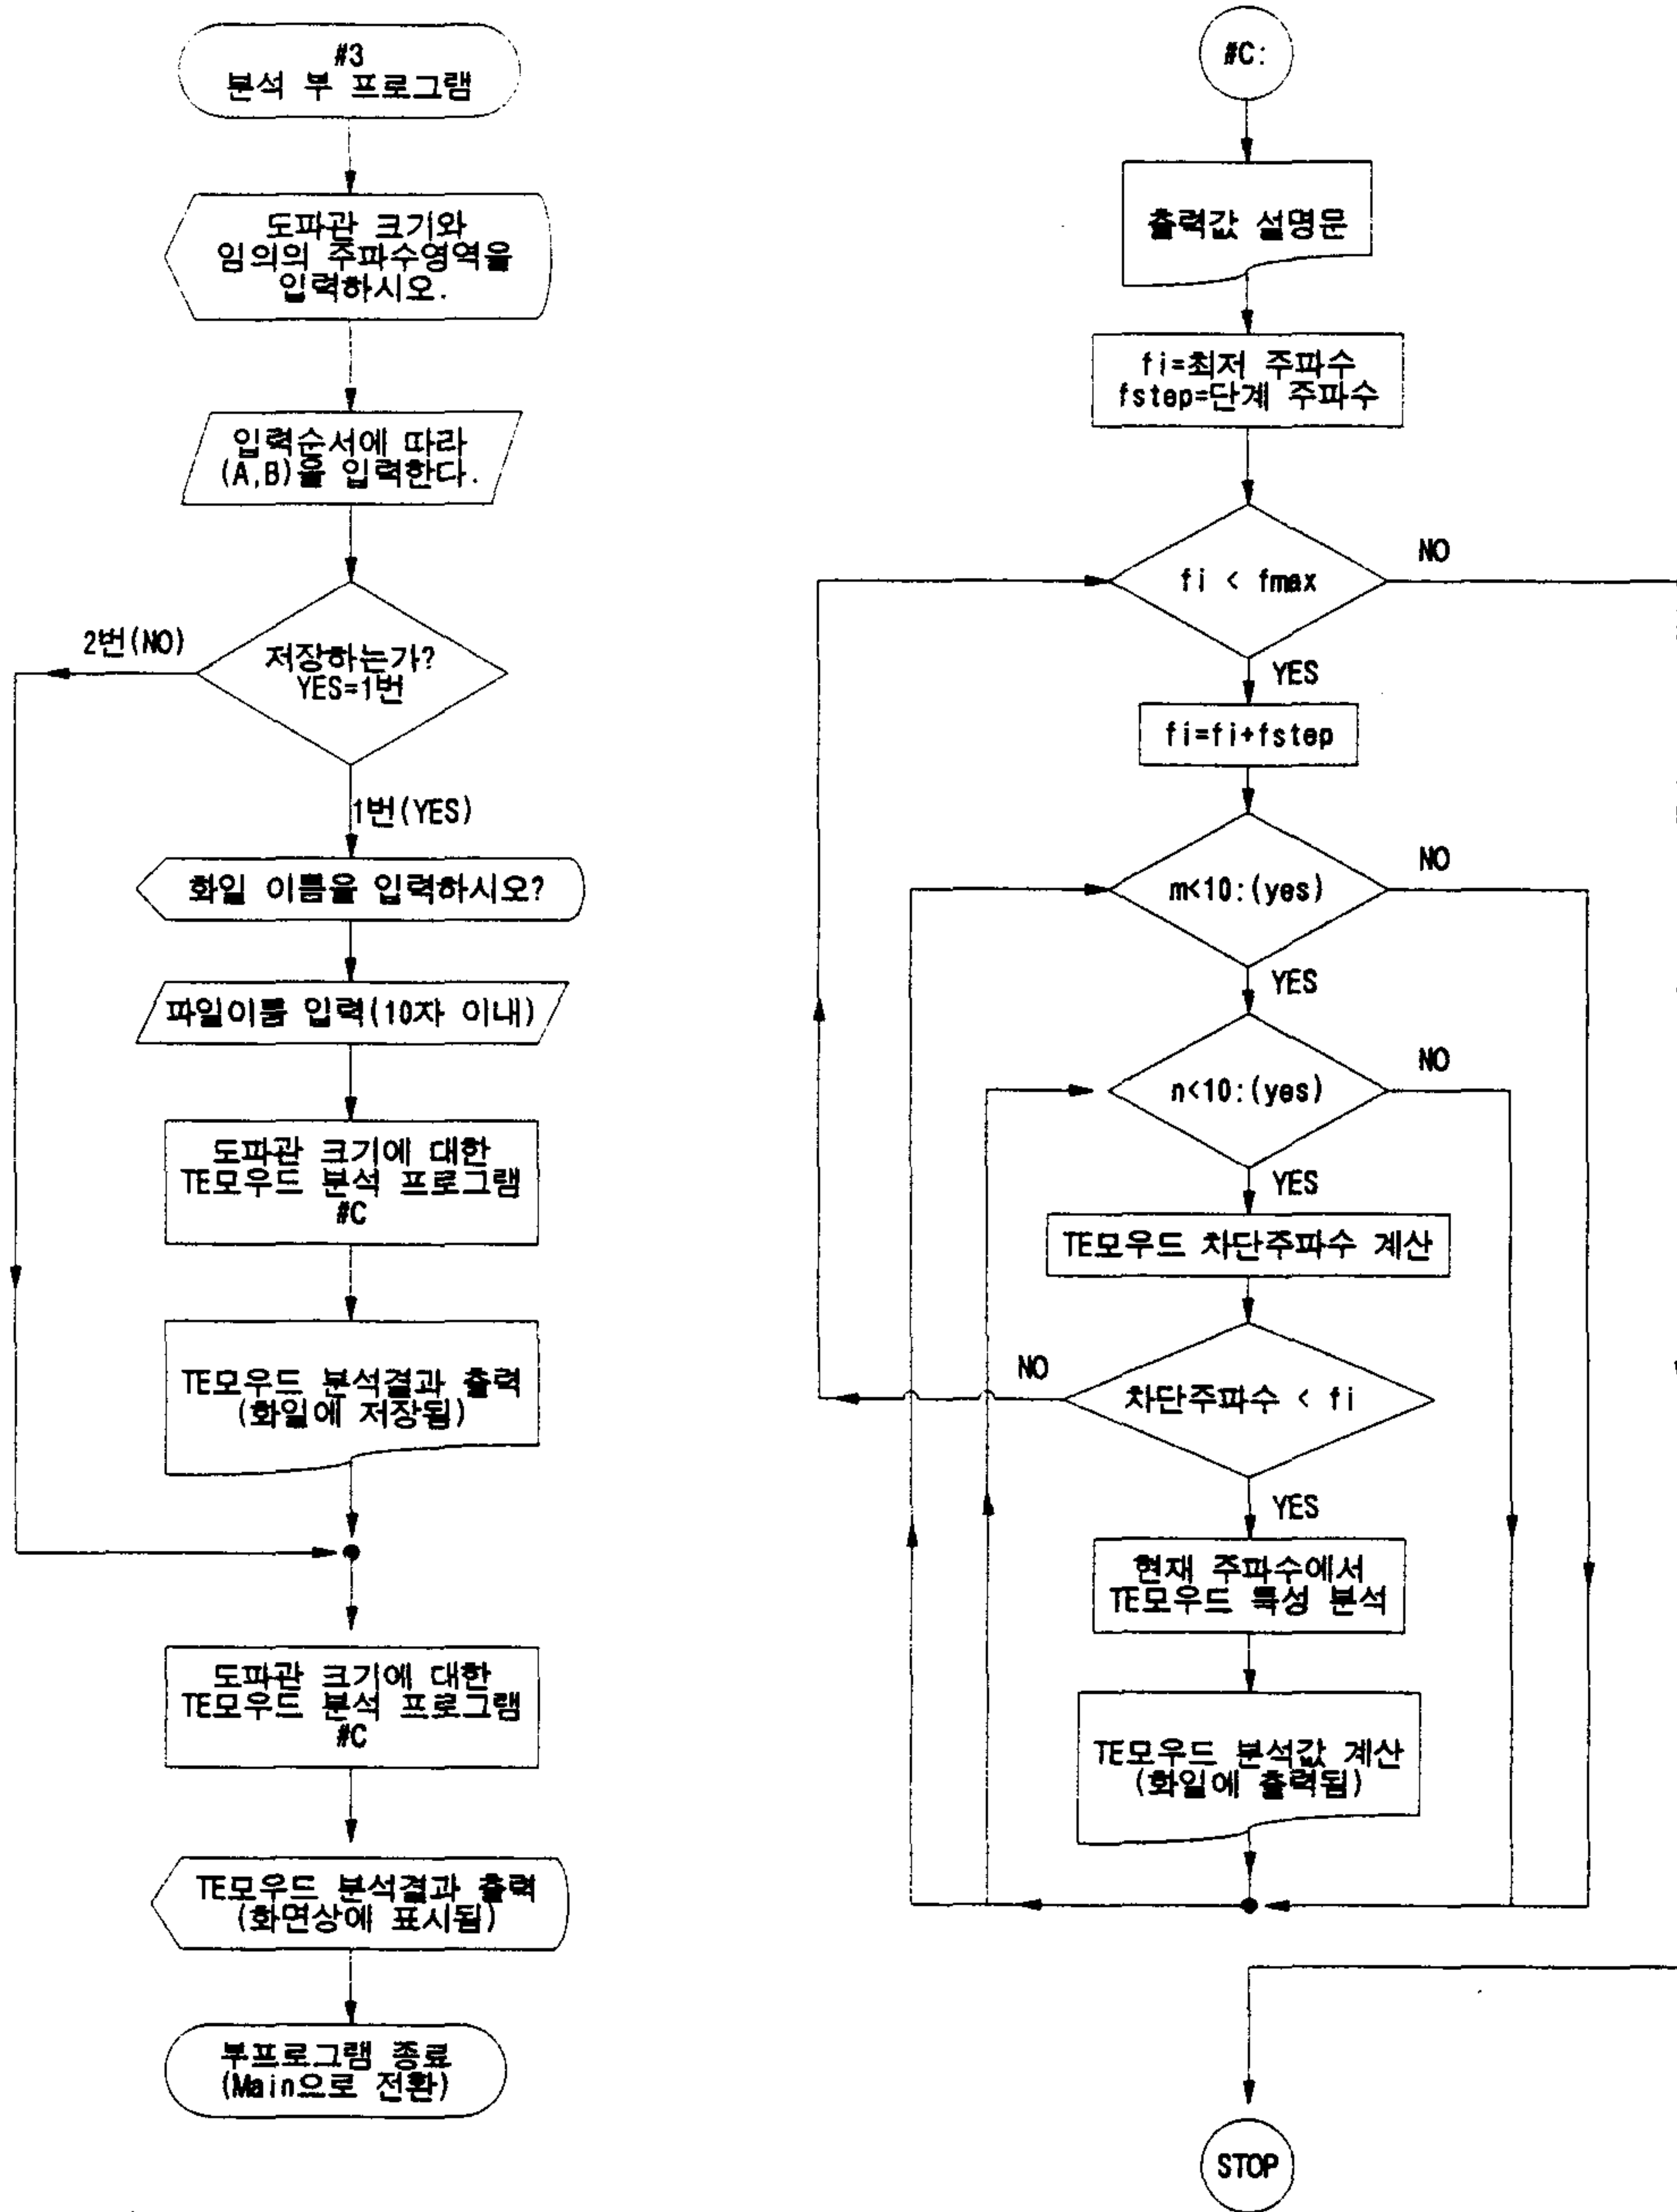 #3
분석 부 프로그램
도파관 크기와
임의의 주파수영역을
입력하시오.
입력순서에 따라
(A,B)을 입력한다.
2번(NO)
저장하는가?
YES=1번
1번(YES)
화일 이름을 입력하시오?
파일이름 입력(10자 이내)
도파관 크기에 대한
TE모우드 분석 프로그램
#C
TE모우드 분석결과 출력
(화일에 저장됨)
도파관 크기에 대한
TE모우드 분석 프로그램
#C
TE모우드 분석결과 출력
(화면상에 표시됨)
부프로그램 종료
(Main으로 전환)
#C:
출력값 설명문
fi=최저 주파수
fstep=단계 주파수
fi < fmax
NO
YES
fi=fi+fstep
m<10:(yes)
NO
YES
n<10:(yes)
NO
YES
TE모우드 차단주파수 계산
NO
차단주파수 < fi
YES
현재 주파수에서
TE모우드 특성 분석
TE모우드 분석값 계산
(화일에 출력됨)
STOP